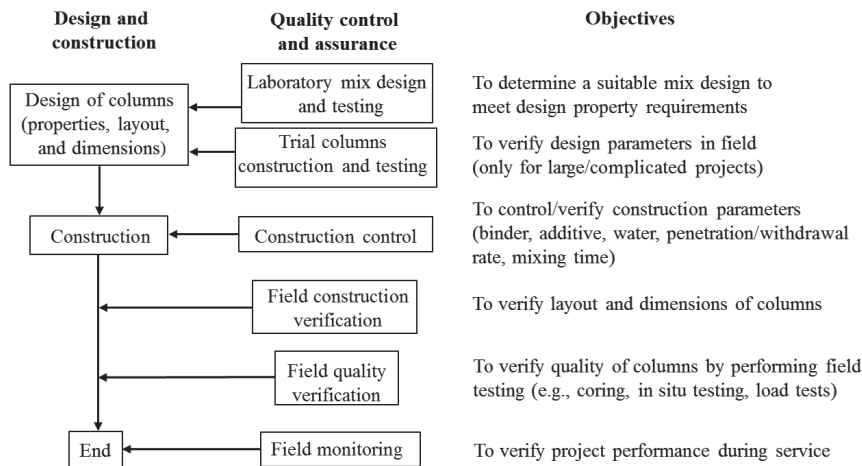 Design and
construction
Quality control
and assurance
Objectives
Design of columns
(properties, layout,
and dimensions)
Laboratory mix design
and testing
To determine a suitable mix design to
meet design property requirements
Trial columns
construction and testing
To verify design parameters in field
(only for large/complicated projects)
Construction
Construction control
To control/verify construction parameters
(binder, additive, water, penetration/withdrawal
rate, mixing time)
Field construction
verification
To verify layout and dimensions of columns
Field quality
verification
To verify quality of columns by performing field
testing (e.g., coring, in situ testing, load tests)
End
Field monitoring
To verify project performance during service